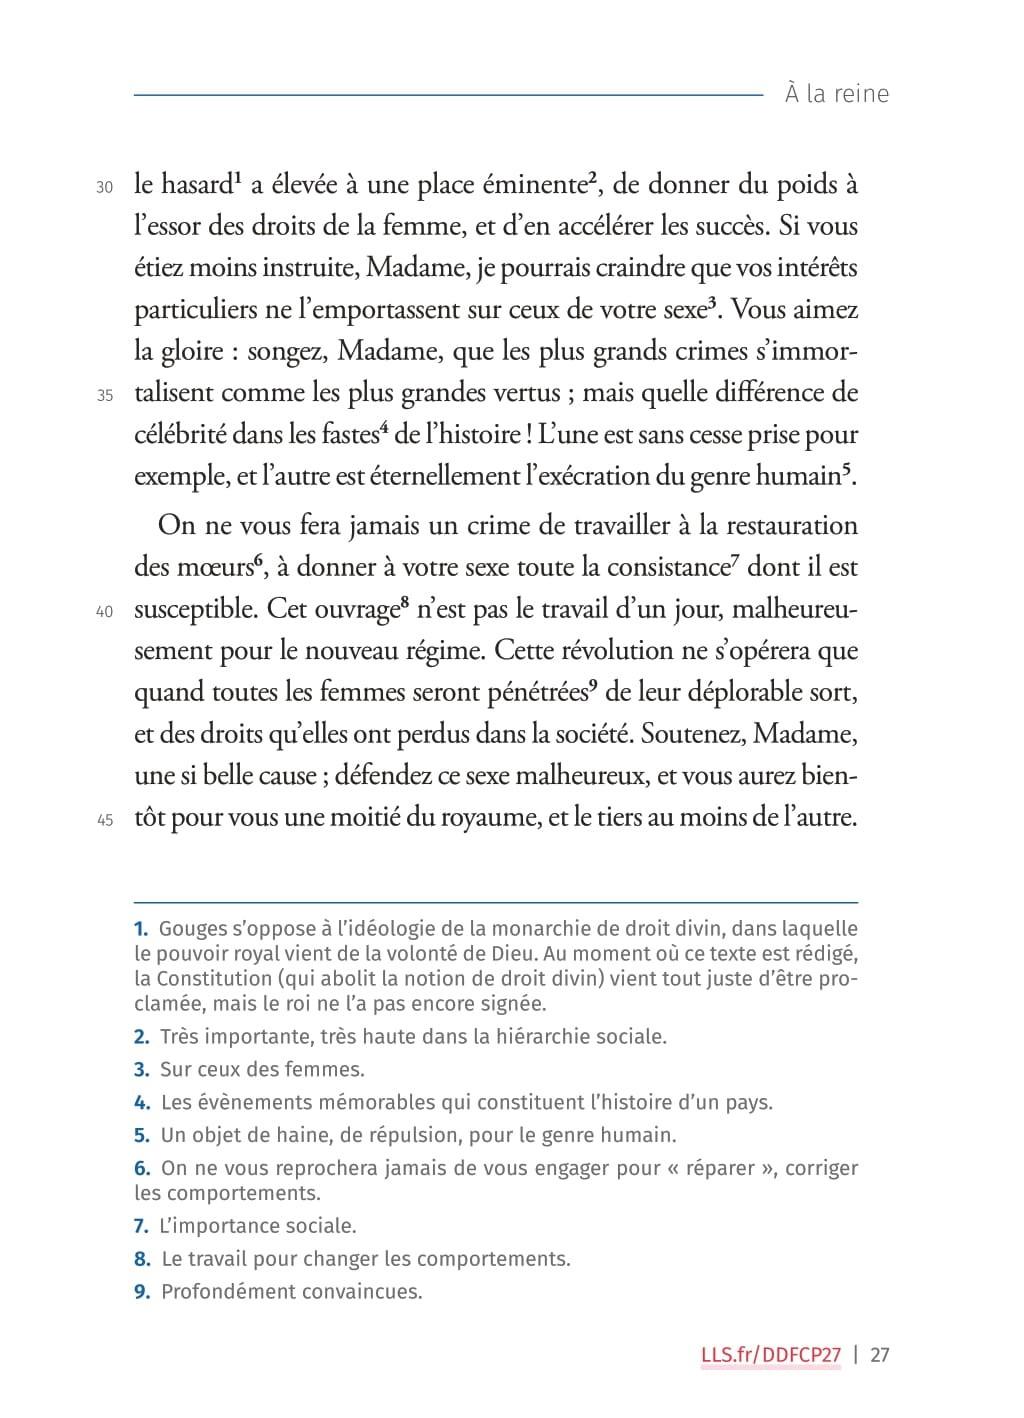 À la reine
30 le hasard¹ a élevée à une place éminente², de donner du poids à
l’essor des droits de la femme, et d’en accélérer les succès. Si vous
étiez moins instruite, Madame, je pourrais craindre que vos intérêts
particuliers ne l’emportassent sur ceux de votre sexe³. Vous aimez
la gloire : songez, Madame, que les plus grands crimes s’immor-
35 talisent comme les plus grandes vertus ; mais quelle différence de
célébrité dans les fastes⁴ de l’histoire ! L’une est sans cesse prise pour
exemple, et l’autre est éternellement l’exécration du genre humain⁵.
On ne vous fera jamais un crime de travailler à la restauration
des mœurs⁶, à donner à votre sexe toute la consistance⁷ dont il est
40 susceptible. Cet ouvrage⁸ n’est pas le travail d’un jour, malheureu-
sement pour le nouveau régime. Cette révolution ne s’opérera que
quand toutes les femmes seront pénétrées⁹ de leur déplorable sort,
et des droits qu’elles ont perdus dans la société. Soutenez, Madame,
une si belle cause ; défendez ce sexe malheureux, et vous aurez bien-
45 tôt pour vous une moitié du royaume, et le tiers au moins de l’autre.
1. Gouges s’oppose à l’idéologie de la monarchie de droit divin, dans laquelle
le pouvoir royal vient de la volonté de Dieu. Au moment où ce texte est rédigé,
la Constitution (qui abolit la notion de droit divin) vient tout juste d’être pro-
clamée, mais le roi ne l’a pas encore signée.
2. Très importante, très haute dans la hiérarchie sociale.
3. Sur ceux des femmes.
4. Les évènements mémorables qui constituent l’histoire d’un pays.
5. Un objet de haine, de répulsion, pour le genre humain.
6. On ne vous reprochera jamais de vous engager pour « réparer », corriger
les comportements.
7. L’importance sociale.
8. Le travail pour changer les comportements.
9. Profondément convaincues.
LLS.fr/DDFCP27 | 27